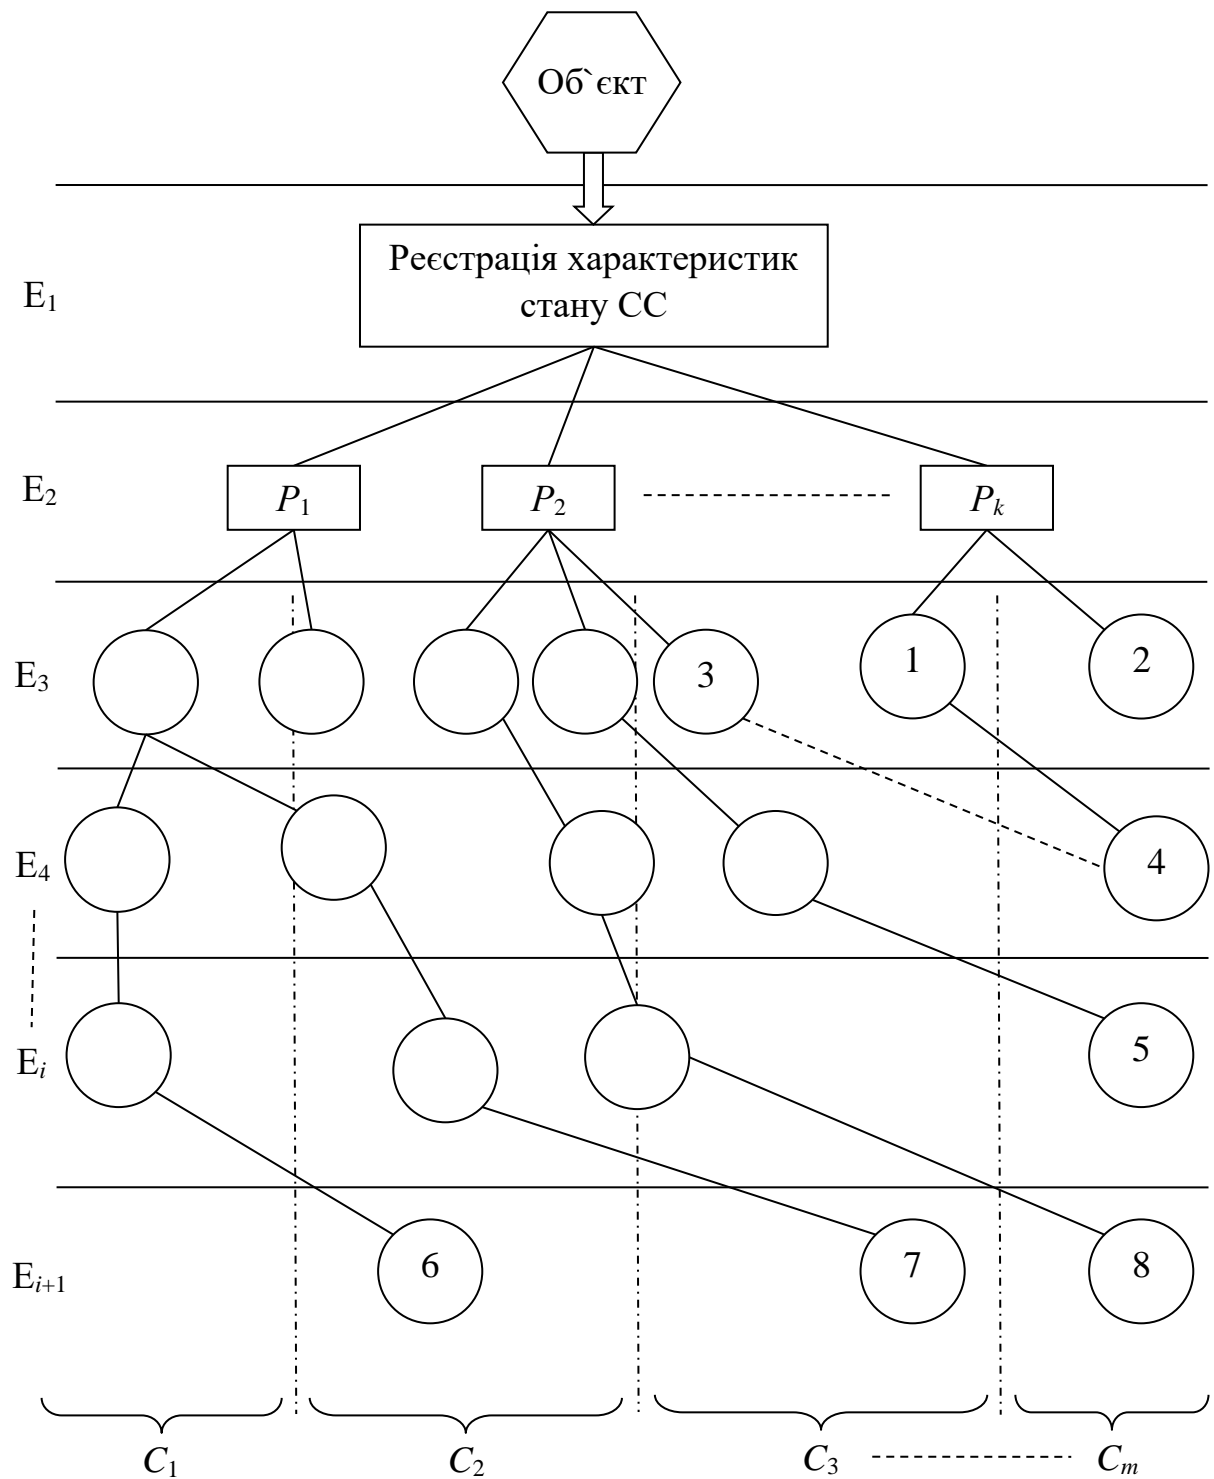 Об`єкт
Реєстрація характеристик
стану СС
E₁
E₂
P₁
P₂
Pₖ
E₃
3
1
2
E₄
4
Eᵢ
5
Eᵢ₊₁
6
7
8
C₁
C₂
C₃
Cₘ